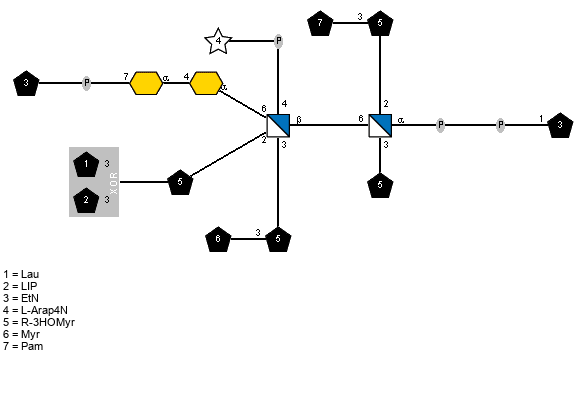 7 3 5
4 P
3 P 7 α 4 α
6 4 β 6 2 α P P 1 3
2 3 3
1 3
2 3
XOR
5
5
6 3 5
1 = Lau
2 = LIP
3 = EtN
4 = L-Arap4N
5 = R-3HOMyr
6 = Myr
7 = Pam